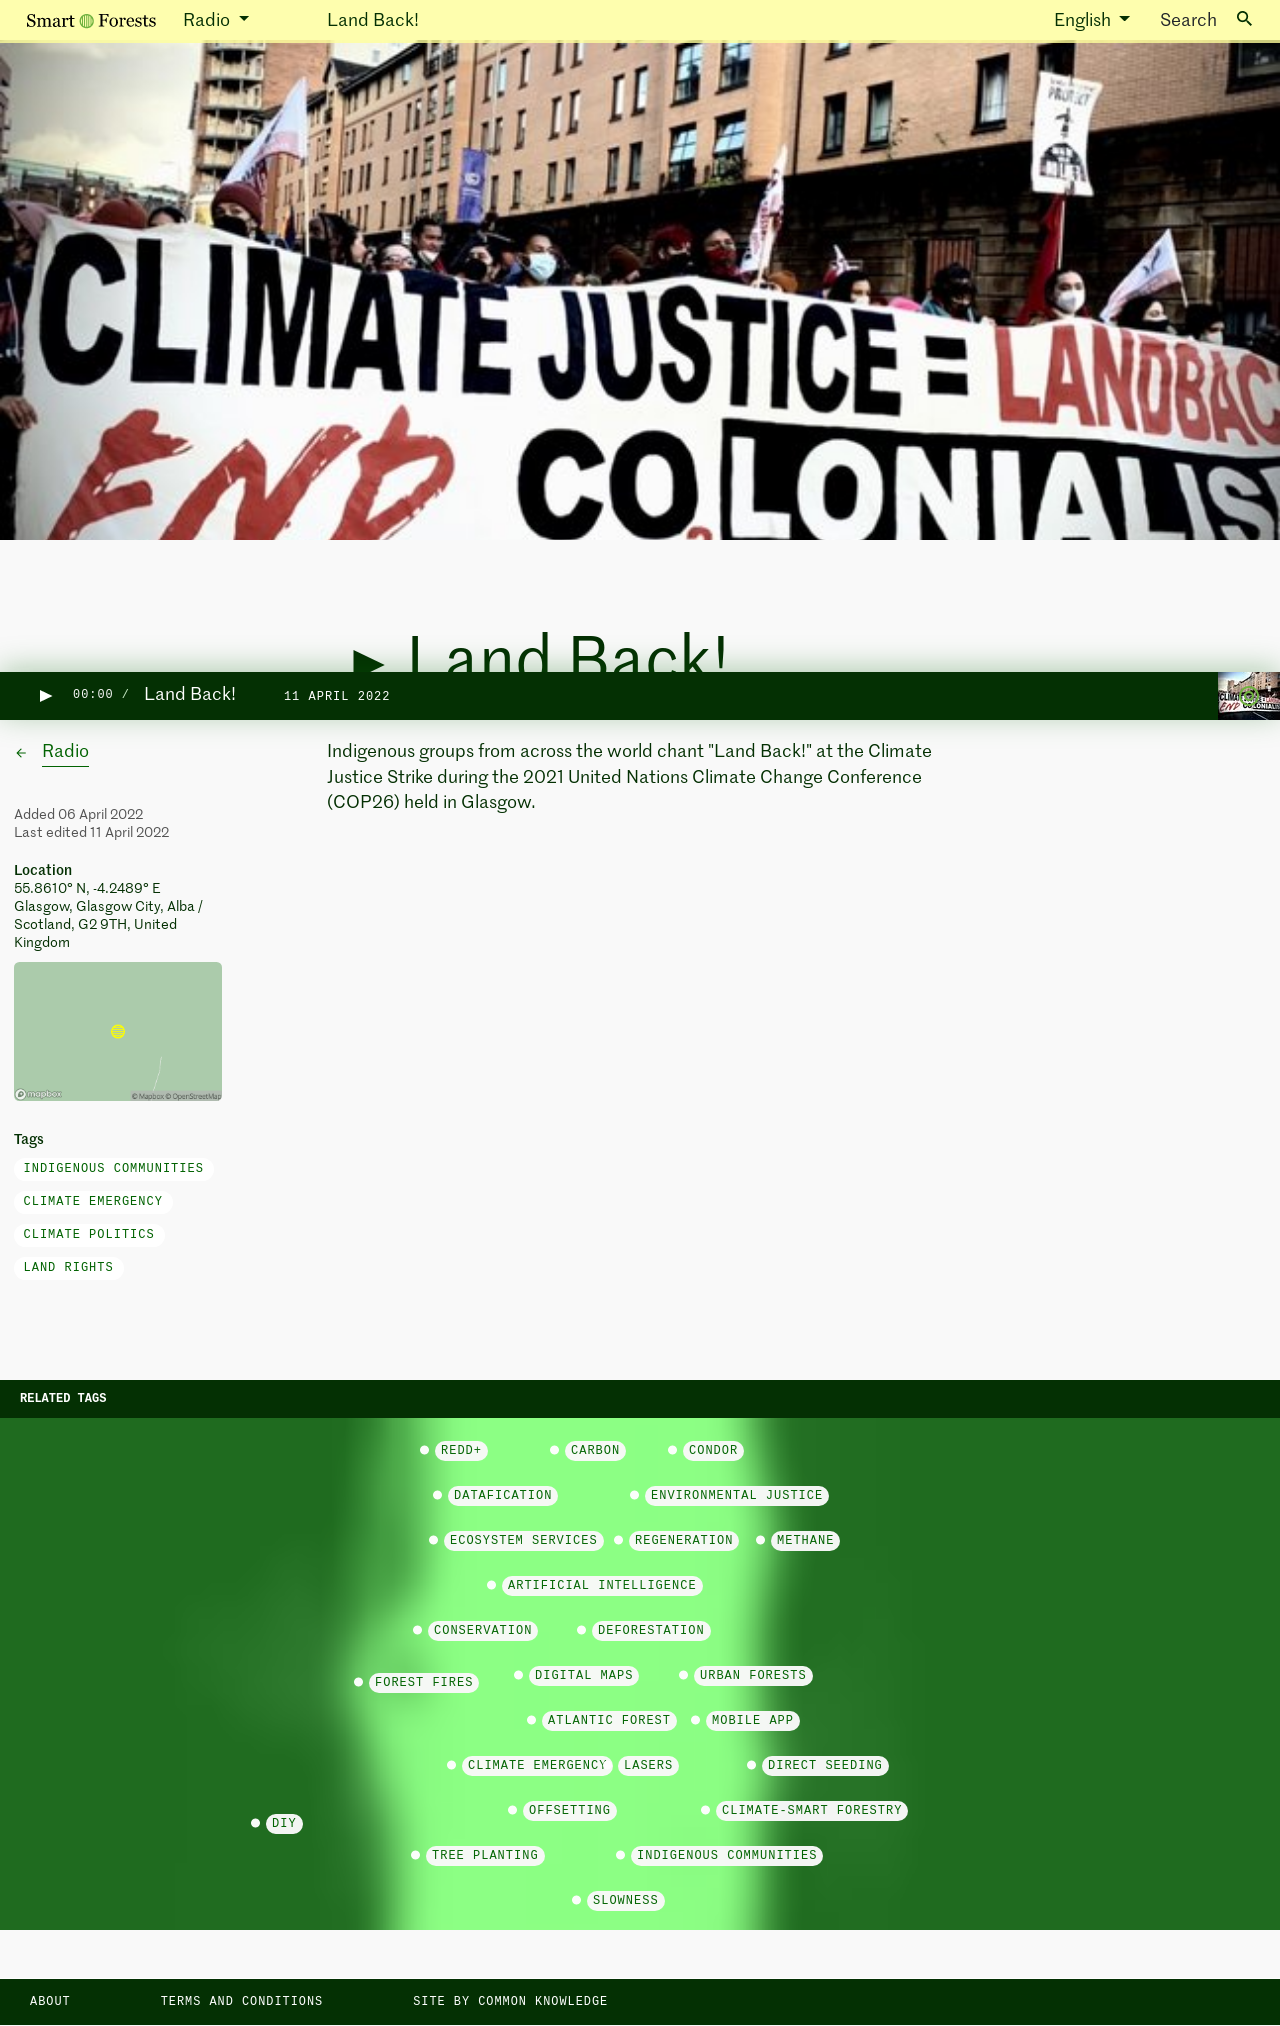 Smart Forests Radio Land Back! English Search
PROTECT
CLIMATE JUSTICE = LANDBAC
END COLONIALIS
▶ Land Back!
▶ 00:00 / Land Back! 11 APRIL 2022
← Radio
Indigenous groups from across the world chant "Land Back!" at the Climate
Justice Strike during the 2021 United Nations Climate Change Conference
(COP26) held in Glasgow.
Added 06 April 2022
Last edited 11 April 2022
Location
55.8610° N, -4.2489° E
Glasgow, Glasgow City, Alba /
Scotland, G2 9TH, United
Kingdom
mapbox © Mapbox © OpenStreetMap
Tags
INDIGENOUS COMMUNITIES
CLIMATE EMERGENCY
CLIMATE POLITICS
LAND RIGHTS
RELATED TAGS
REDD+ CARBON CONDOR
DATAFICATION ENVIRONMENTAL JUSTICE
ECOSYSTEM SERVICES REGENERATION METHANE
ARTIFICIAL INTELLIGENCE
CONSERVATION DEFORESTATION
FOREST FIRES DIGITAL MAPS URBAN FORESTS
ATLANTIC FOREST MOBILE APP
CLIMATE EMERGENCY LASERS DIRECT SEEDING
OFFSETTING CLIMATE-SMART FORESTRY
DIY
TREE PLANTING INDIGENOUS COMMUNITIES
SLOWNESS
ABOUT TERMS AND CONDITIONS SITE BY COMMON KNOWLEDGE